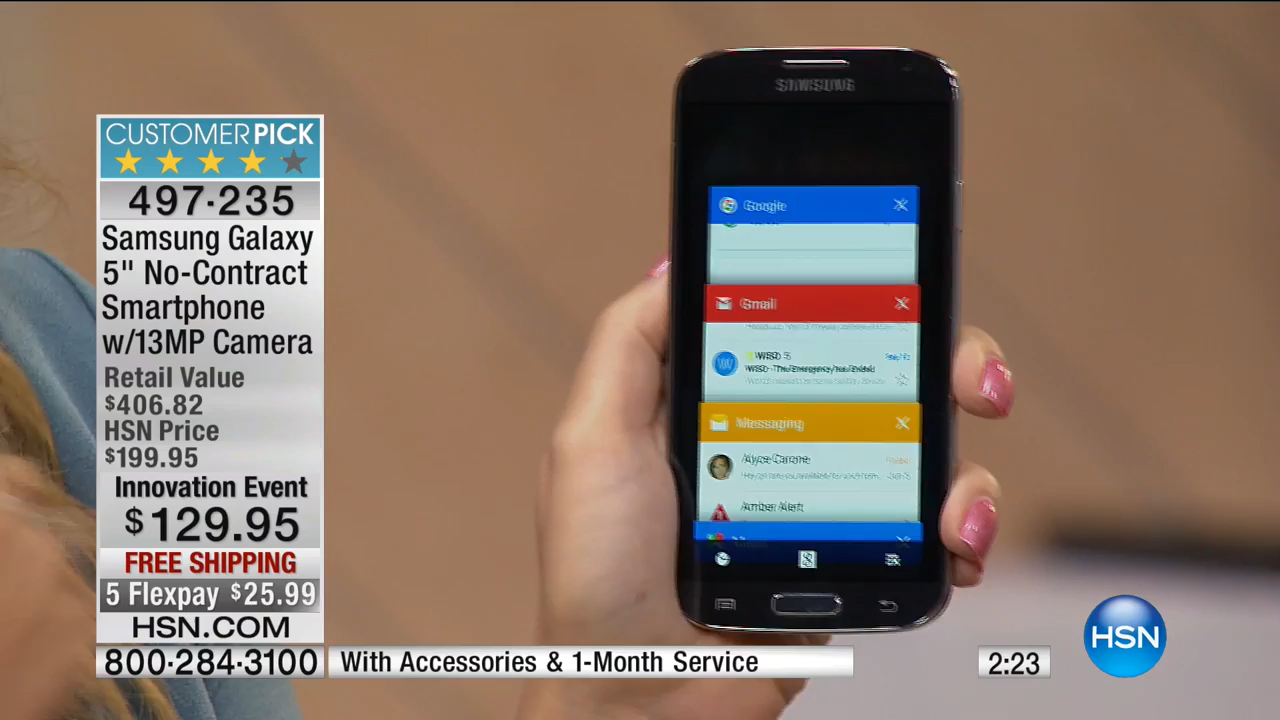 CUSTOMER PICK
497·235
Samsung Galaxy
5" No-Contract
Smartphone
w/13MP Camera
Retail Value
$406.82
HSN Price
$199.95
Innovation Event
$129.95
FREE SHIPPING
5 Flexpay $25.99
HSN.COM
800·284·3100
With Accessories & 1-Month Service
2:23
HSN
SAMSUNG
Google
Gmail
Messaging
Alyce Carone
Amber Alert